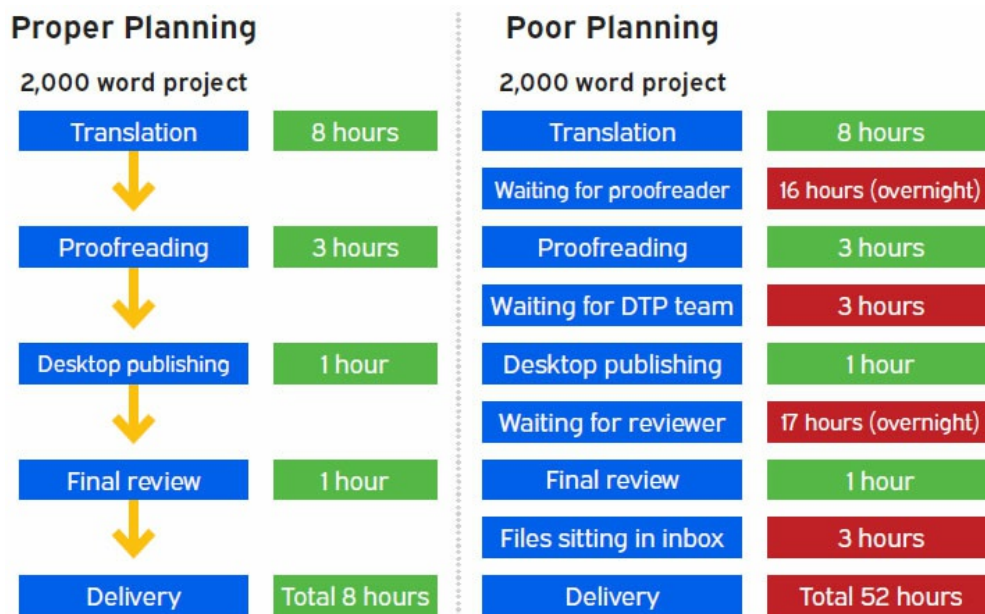 Proper Planning
2,000 word project
Translation 8 hours
Proofreading 3 hours
Desktop publishing 1 hour
Final review 1 hour
Delivery Total 8 hours
Poor Planning
2,000 word project
Translation 8 hours
Waiting for proofreader 16 hours (overnight)
Proofreading 3 hours
Waiting for DTP team 3 hours
Desktop publishing 1 hour
Waiting for reviewer 17 hours (overnight)
Final review 1 hour
Files sitting in inbox 3 hours
Delivery Total 52 hours